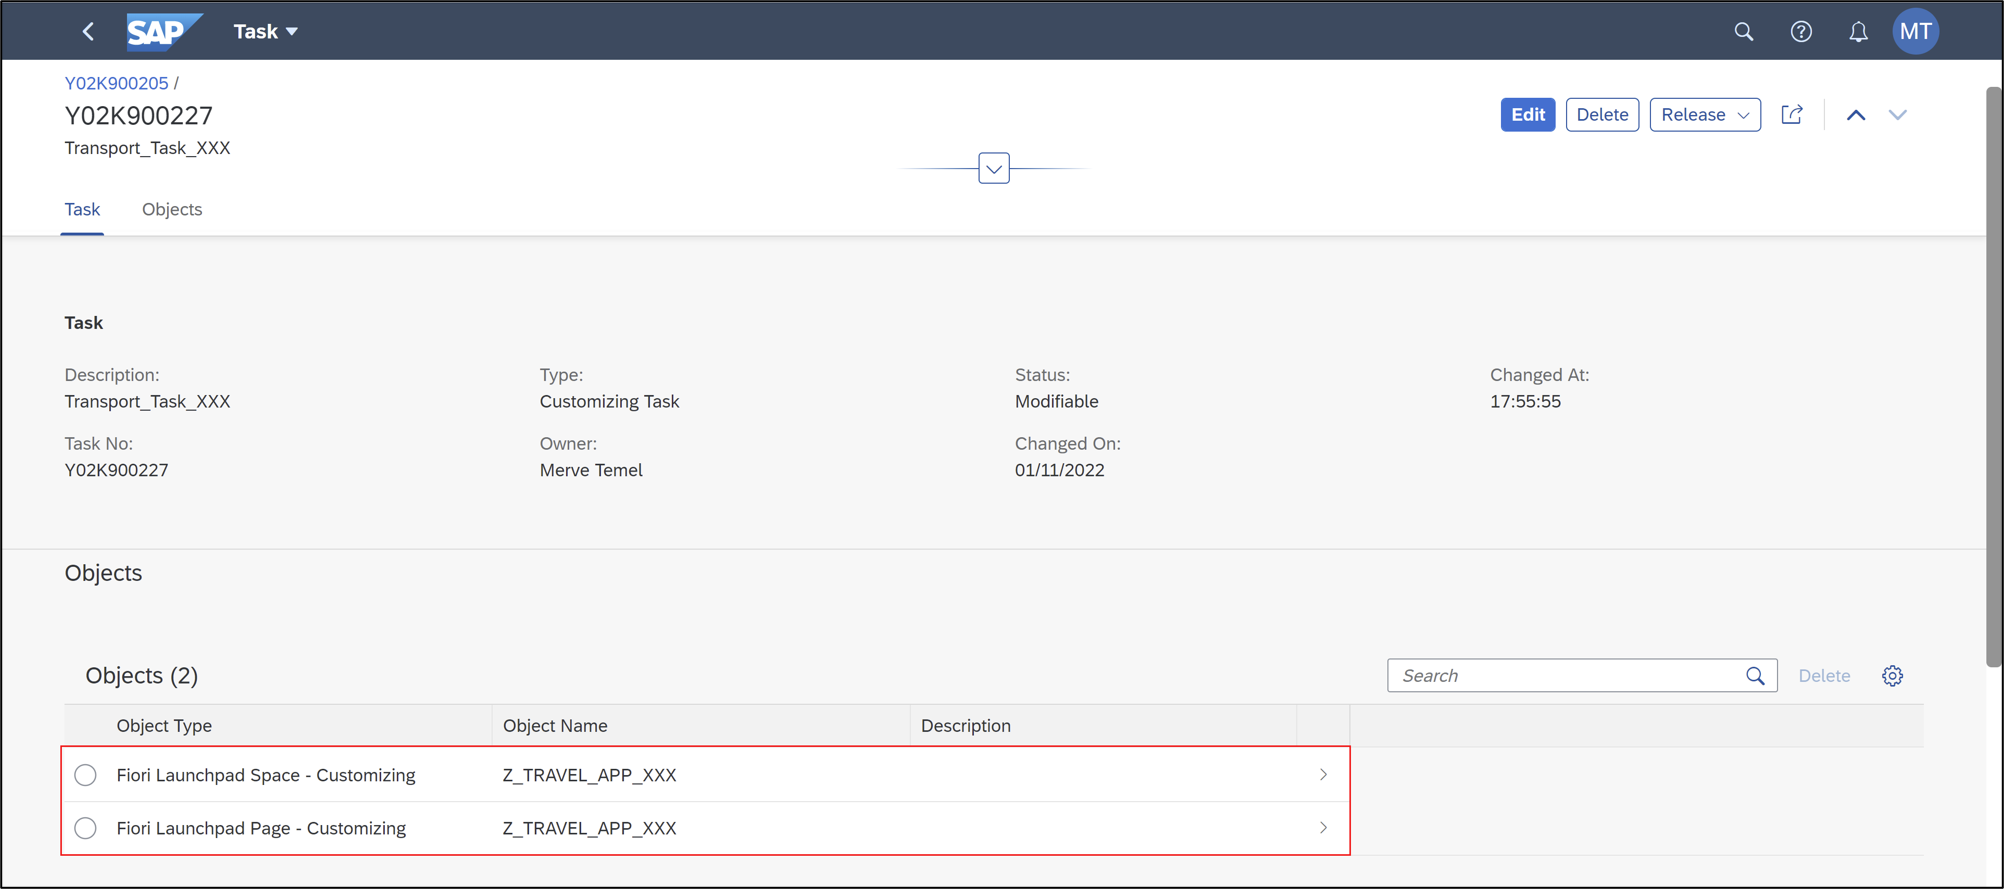 SAP Task MT
Y02K900205 /
Y02K900227
Edit Delete Release
Transport_Task_XXX
Task Objects
Task
Description: Type: Status: Changed At:
Transport_Task_XXX Customizing Task Modifiable 17:55:55
Task No: Owner: Changed On:
Y02K900227 Merve Temel 01/11/2022
Objects
Objects (2) Search Delete
Object Type Object Name Description
Fiori Launchpad Space - Customizing Z_TRAVEL_APP_XXX
Fiori Launchpad Page - Customizing Z_TRAVEL_APP_XXX